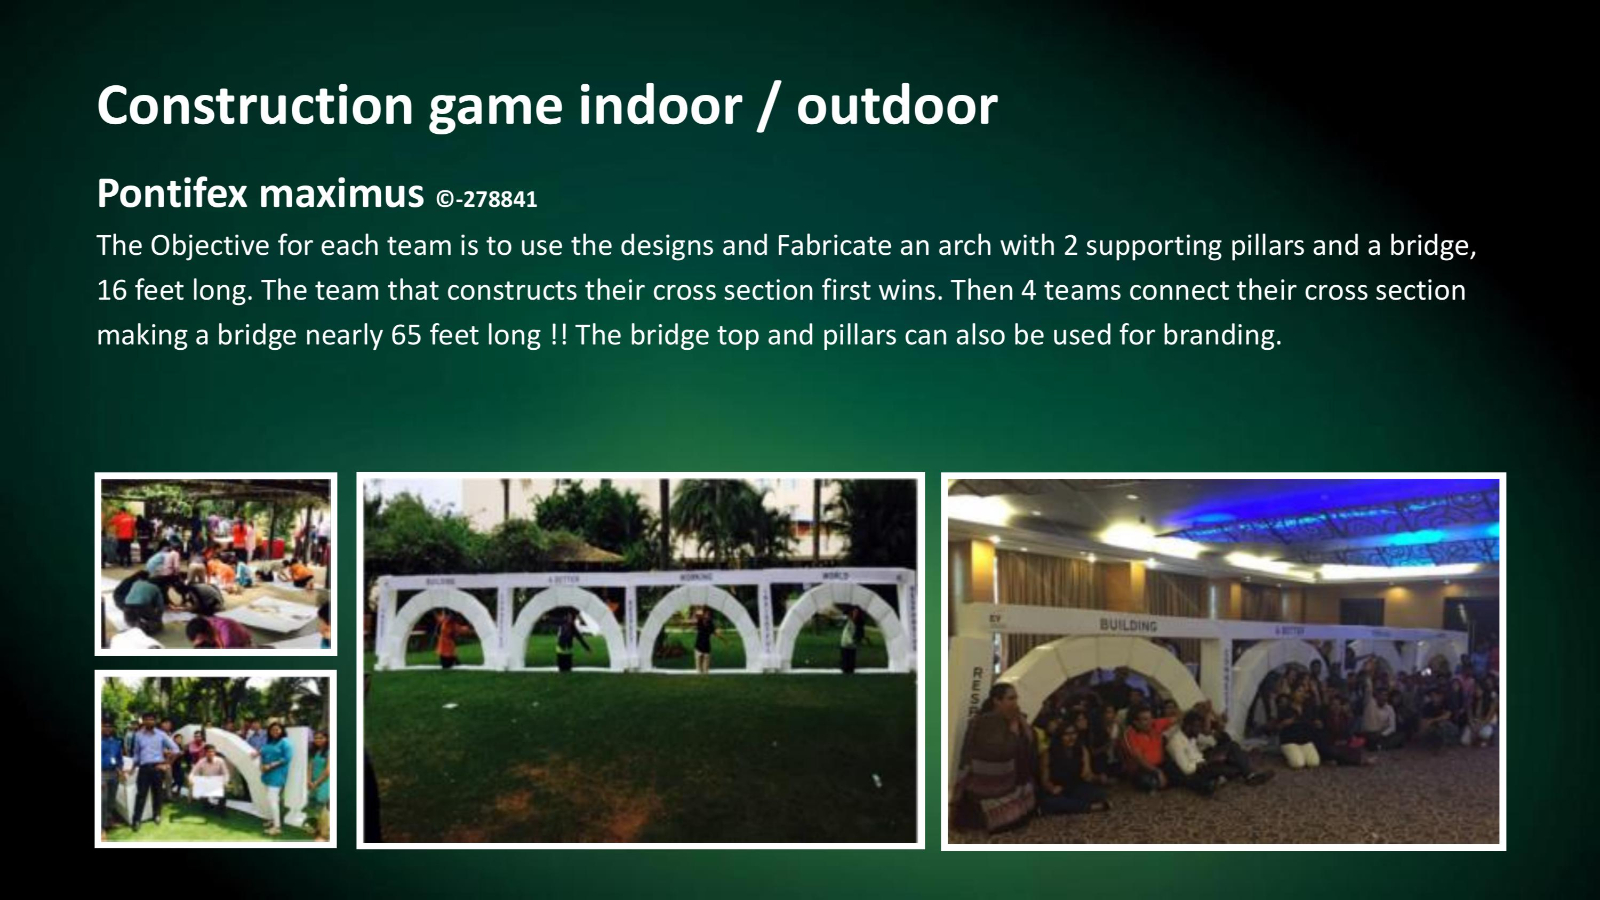 Construction game indoor / outdoor
Pontifex maximus ©-278841
The Objective for each team is to use the designs and Fabricate an arch with 2 supporting pillars and a bridge,
16 feet long. The team that constructs their cross section first wins. Then 4 teams connect their cross section
making a bridge nearly 65 feet long !! The bridge top and pillars can also be used for branding.
BUILDING A BETTER WORKING WORLD
EY BUILDING A BETTER